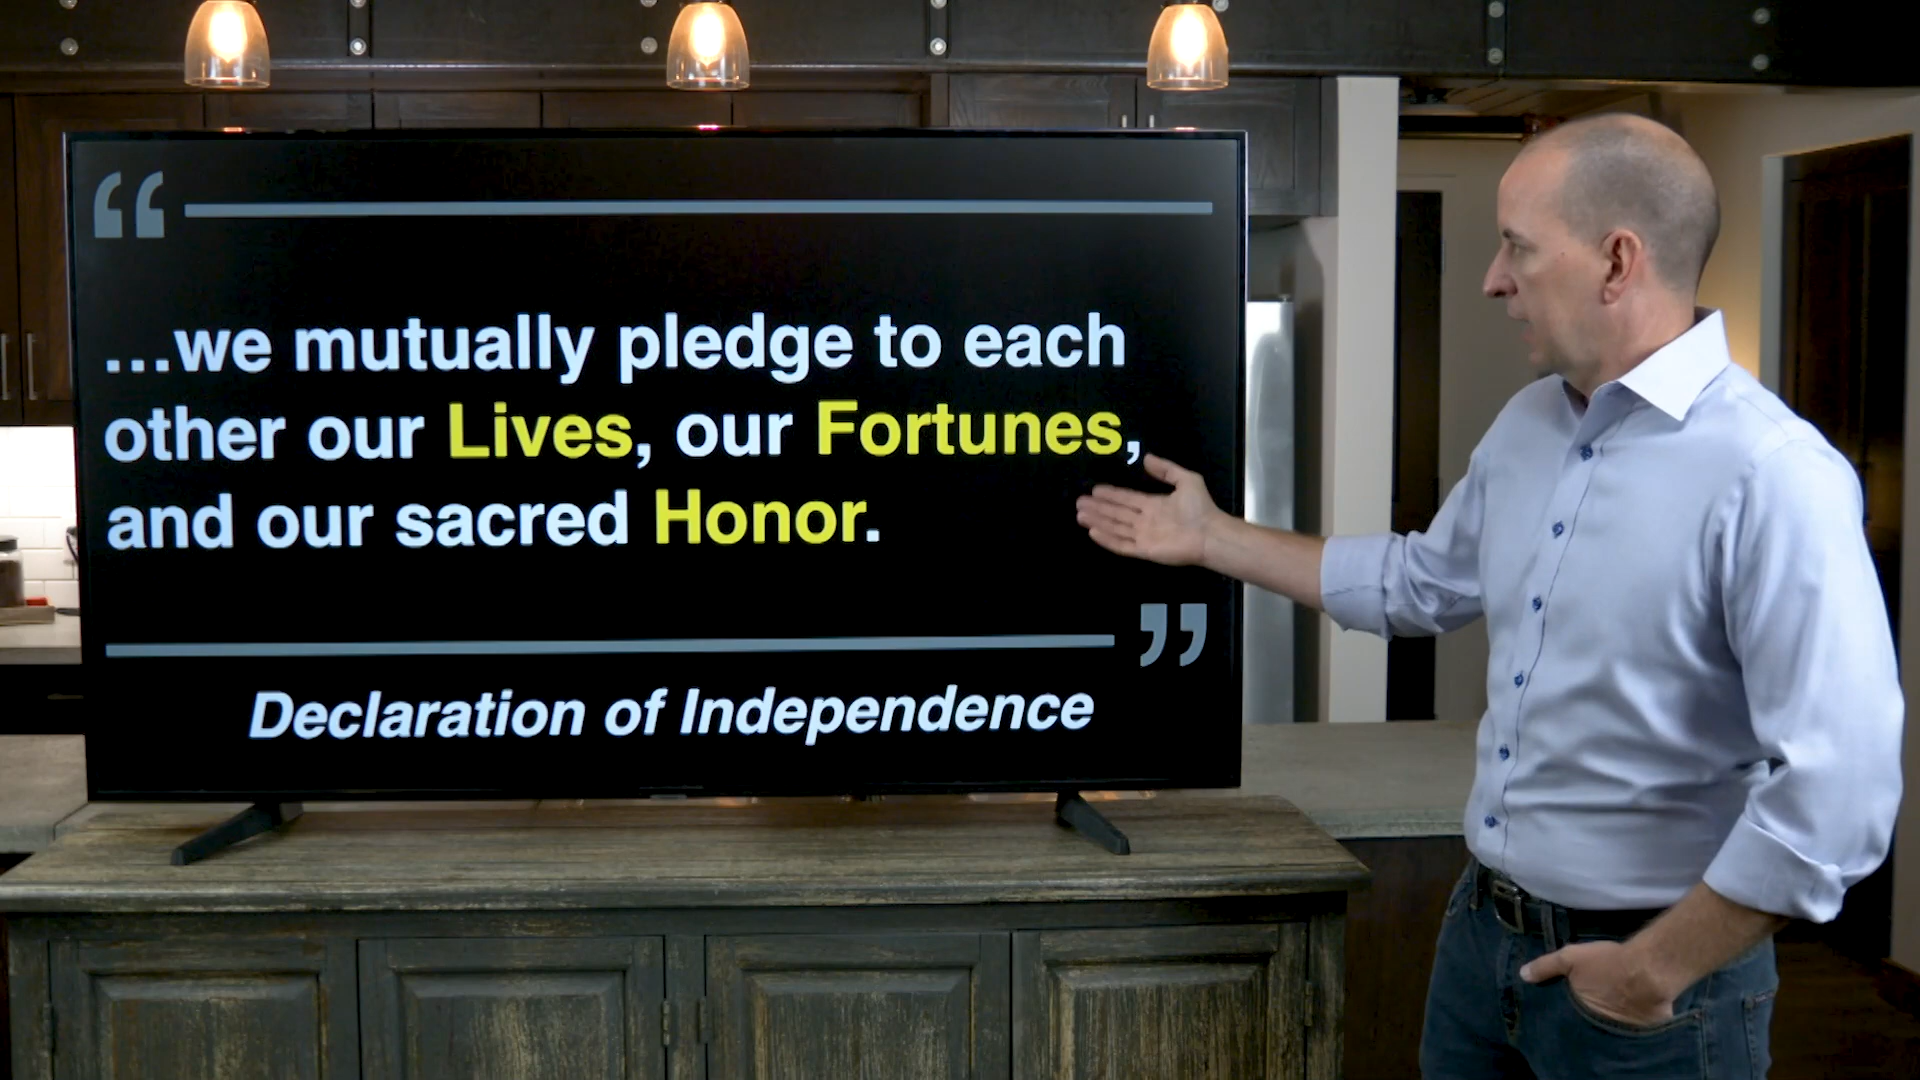 “
…we mutually pledge to each
other our Lives, our Fortunes,
and our sacred Honor.
”
Declaration of Independence